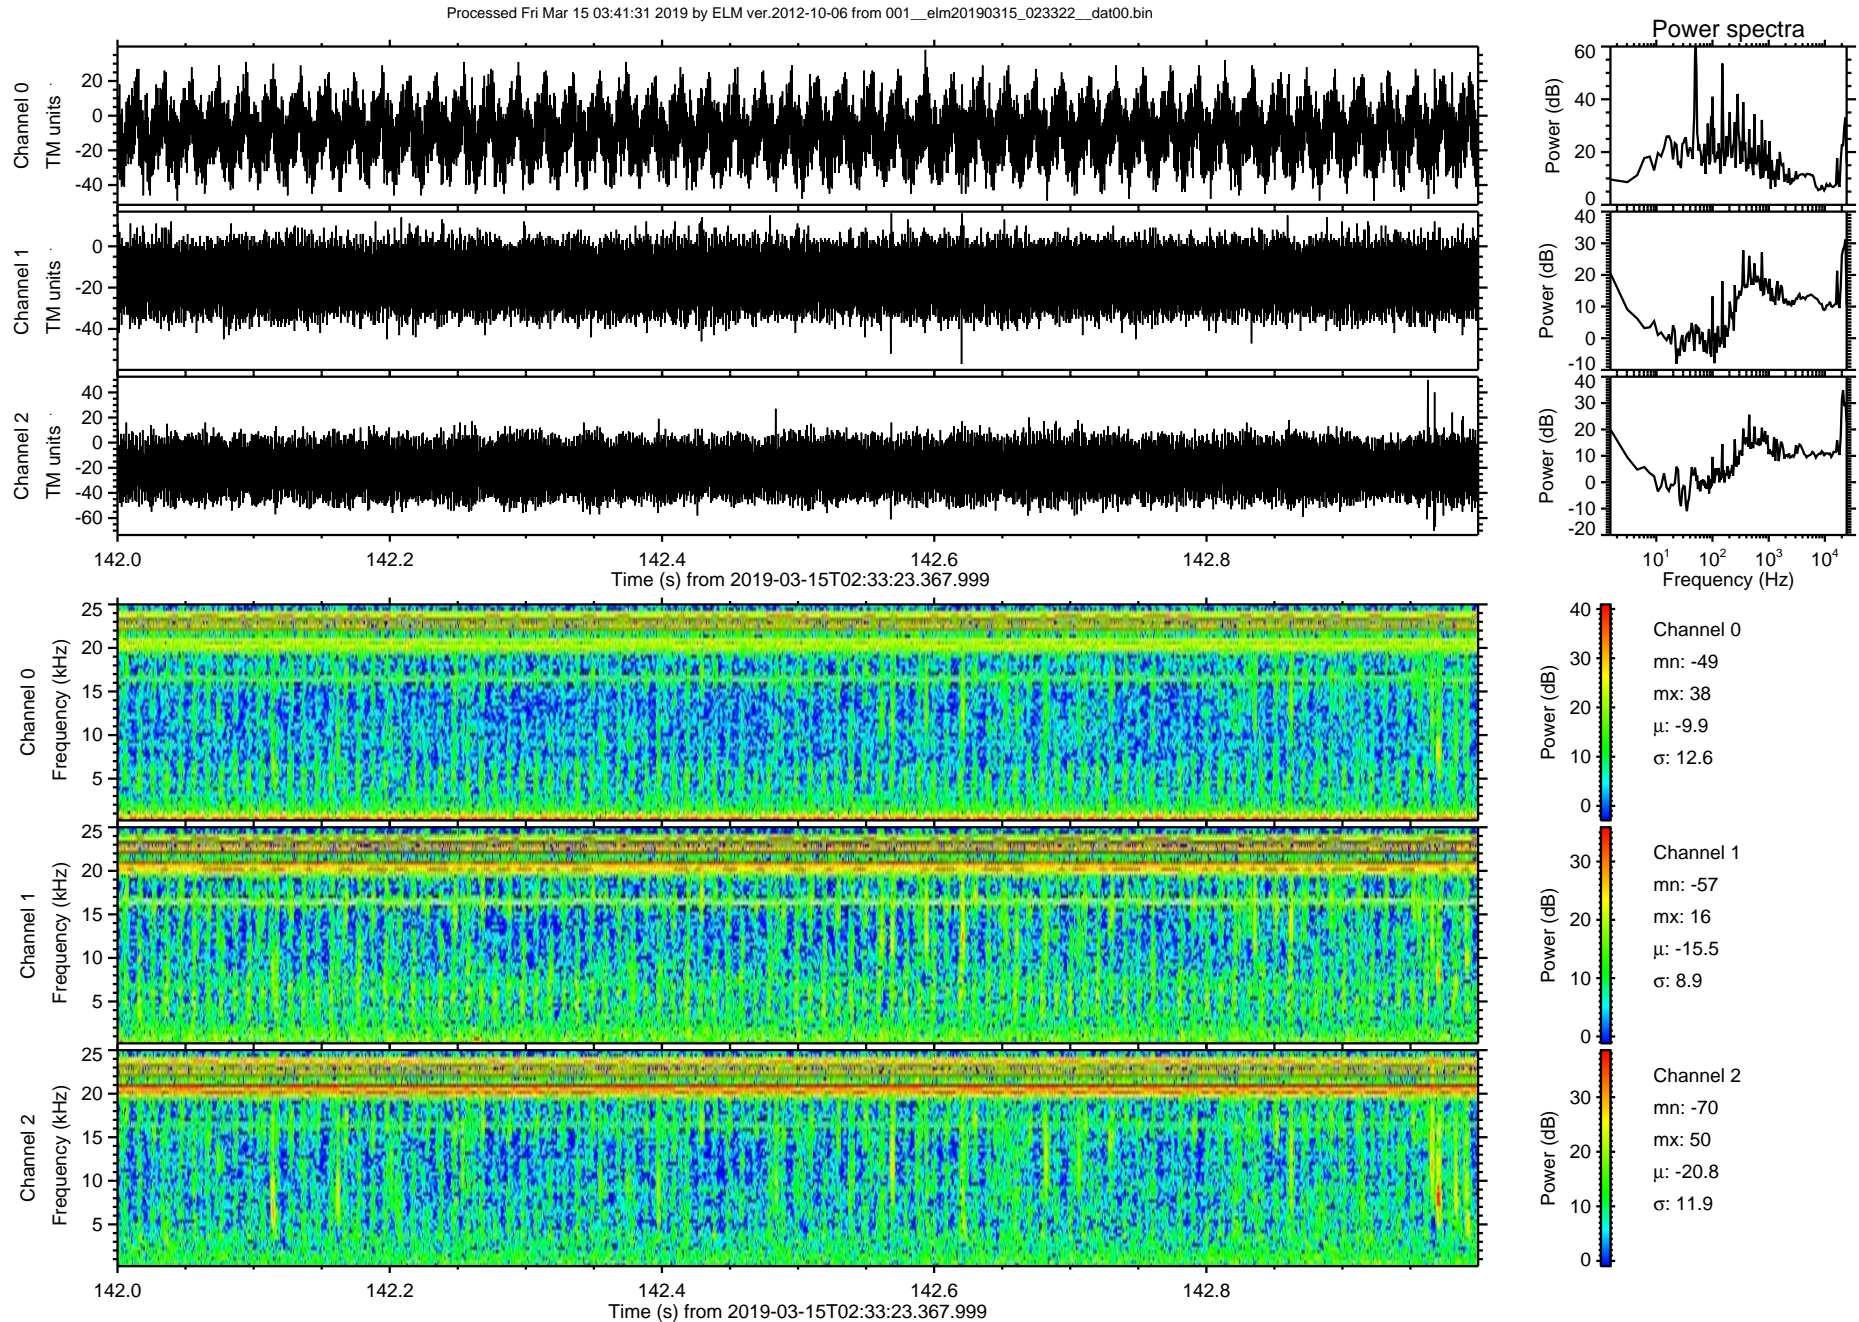 Processed Fri Mar 15 03:41:31 2019 by ELM ver.2012-10-06 from 001__elm20190315_023322__dat00.bin
Power spectra
Channel 0
TM units
20
0
-20
-40
Power (dB)
60
40
20
0
Channel 1
TM units
0
-20
-40
Power (dB)
40
30
20
10
0
-10
Channel 2
TM units
40
20
0
-20
-40
-60
Power (dB)
40
30
20
10
0
-10
-20
142.0 142.2 142.4 142.6 142.8
Time (s) from 2019-03-15T02:33:23.367.999
10^1 10^2 10^3 10^4
Frequency (Hz)
Channel 0
Frequency (kHz)
25
20
15
10
5
Power (dB)
40
30
20
10
0
Channel 0
mn: -49
mx: 38
μ: -9.9
σ: 12.6
Channel 1
Frequency (kHz)
25
20
15
10
5
Power (dB)
30
20
10
0
Channel 1
mn: -57
mx: 16
μ: -15.5
σ: 8.9
Channel 2
Frequency (kHz)
25
20
15
10
5
Power (dB)
30
20
10
0
Channel 2
mn: -70
mx: 50
μ: -20.8
σ: 11.9
142.0 142.2 142.4 142.6 142.8
Time (s) from 2019-03-15T02:33:23.367.999